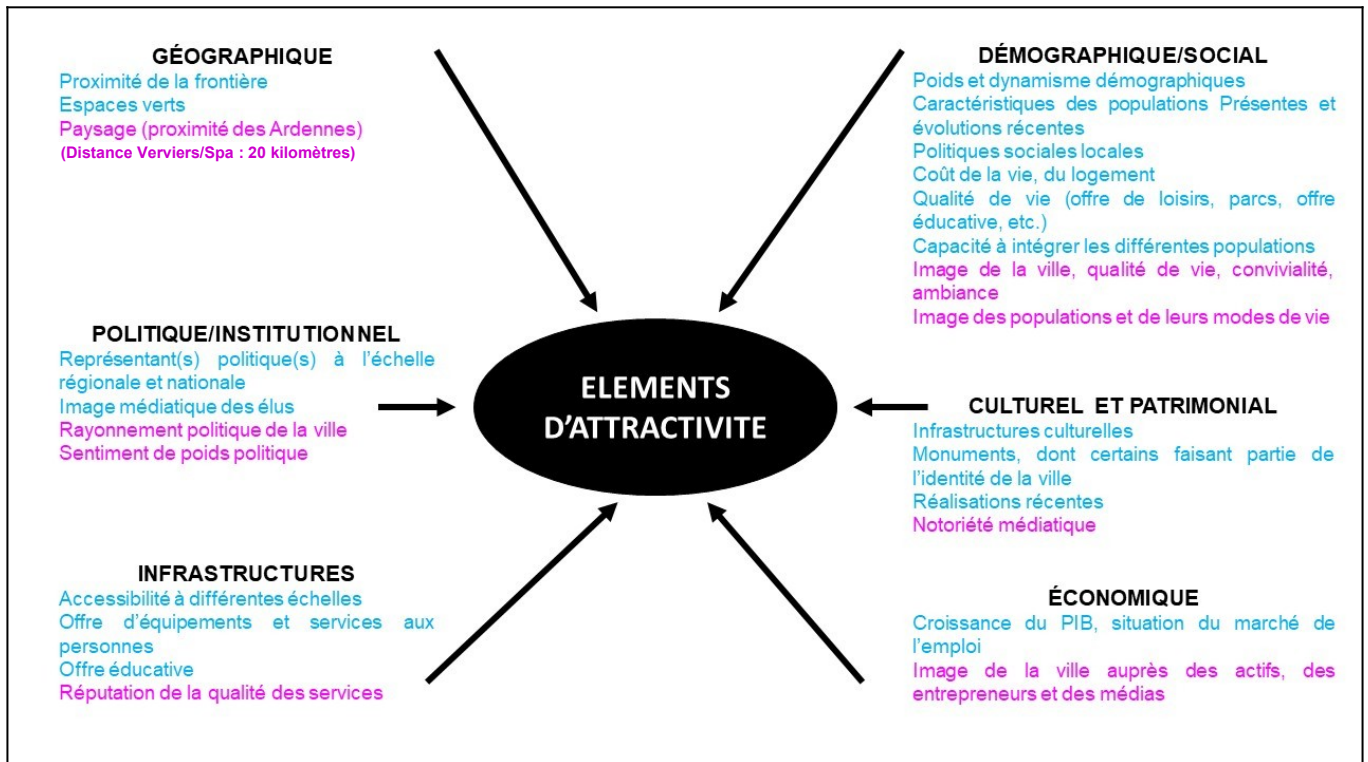 GÉOGRAPHIQUE
Proximité de la frontière
Espaces verts
Paysage (proximité des Ardennes)
(Distance Verviers/Spa : 20 kilomètres)
DÉMOGRAPHIQUE/SOCIAL
Poids et dynamisme démographiques
Caractéristiques des populations Présentes et
évolutions récentes
Politiques sociales locales
Coût de la vie, du logement
Qualité de vie (offre de loisirs, parcs, offre
éducative, etc.)
Capacité à intégrer les différentes populations
Image de la ville, qualité de vie, convivialité,
ambiance
Image des populations et de leurs modes de vie
POLITIQUE/INSTITUTIONNEL
Représentant(s) politique(s) à l'échelle
régionale et nationale
Image médiatique des élus
Rayonnement politique de la ville
Sentiment de poids politique
ELEMENTS
D'ATTRACTIVITE
CULTUREL ET PATRIMONIAL
Infrastructures culturelles
Monuments, dont certains faisant partie de
l'identité de la ville
Réalisations récentes
Notoriété médiatique
INFRASTRUCTURES
Accessibilité à différentes échelles
Offre d'équipements et services aux
personnes
Offre éducative
Réputation de la qualité des services
ÉCONOMIQUE
Croissance du PIB, situation du marché de
l'emploi
Image de la ville auprès des actifs, des
entrepreneurs et des médias